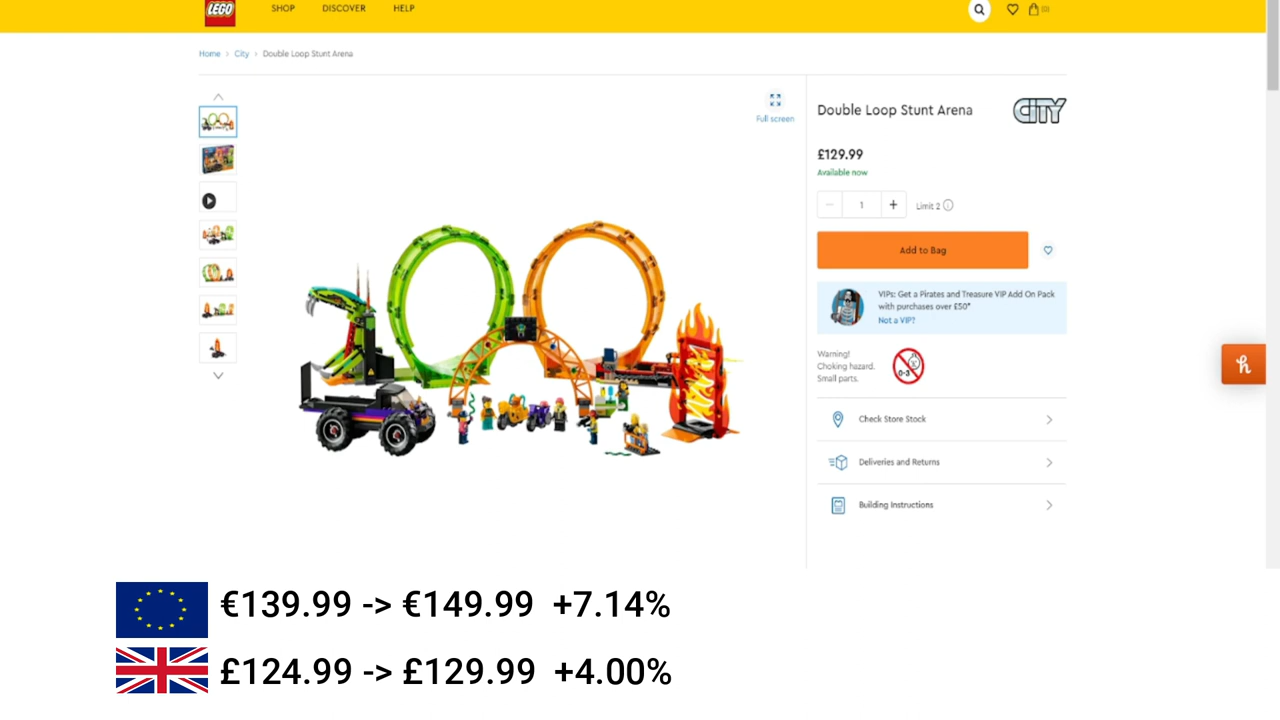 LEGO
SHOP DISCOVER HELP
Home > City > Double Loop Stunt Arena
Full screen
Double Loop Stunt Arena
CITY
£129.99
Available now
− 1 + Limit 2
Add to Bag
VIPs: Get a Pirates and Treasure VIP Add On Pack
with purchases over £50*
Not a VIP?
Warning!
Choking hazard.
Small parts.
0-3
Check Store Stock
Deliveries and Returns
Building Instructions
€139.99 -> €149.99 +7.14%
£124.99 -> £129.99 +4.00%